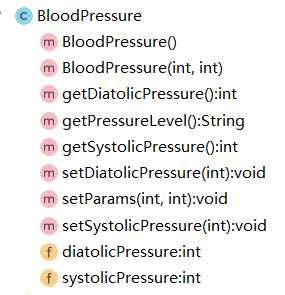 C BloodPressure
m BloodPressure()
m BloodPressure(int, int)
m getDiatolicPressure():int
m getPressureLevel():String
m getSystolicPressure():int
m setDiatolicPressure(int):void
m setParams(int, int):void
m setSystolicPressure(int):void
f diatolicPressure:int
f systolicPressure:int